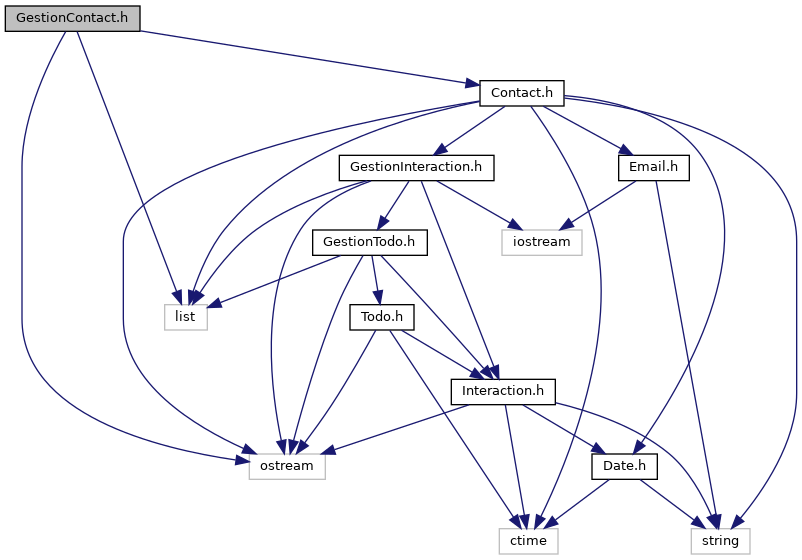 GestionContact.h
Contact.h
GestionInteraction.h
Email.h
GestionTodo.h
iostream
list
Todo.h
Interaction.h
ostream
Date.h
ctime
string